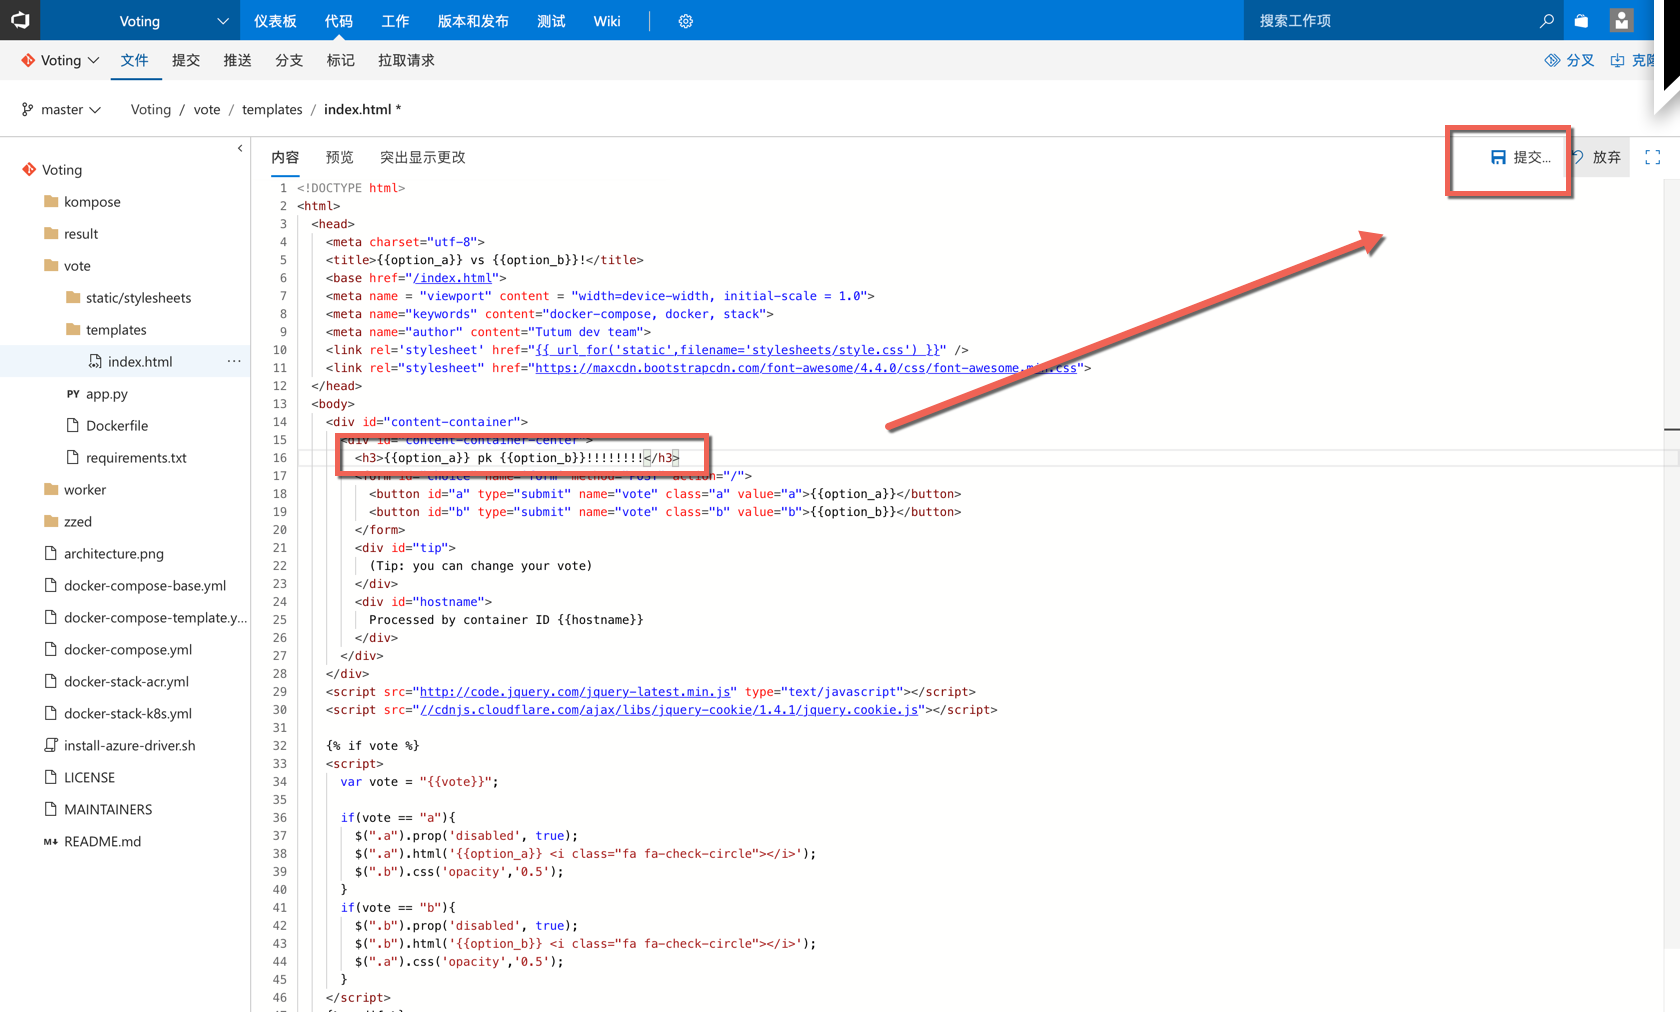 Voting 仪表板 代码 工作 版本和发布 测试 Wiki 搜索工作项
Voting 文件 提交 推送 分支 标记 拉取请求 分叉
master Voting / vote / templates / index.html *
Voting
kompose
result
vote
static/stylesheets
templates
index.html ...
PY app.py
Dockerfile
requirements.txt
worker
zzed
architecture.png
docker-compose-base.yml
docker-compose-template.y...
docker-compose.yml
docker-stack-acr.yml
docker-stack-k8s.yml
install-azure-driver.sh
LICENSE
MAINTAINERS
M↓ README.md
内容 预览 突出显示更改 提交... 放弃
1 <!DOCTYPE html>
2 <html>
3 <head>
4 <meta charset="utf-8">
5 <title>{{option_a}} vs {{option_b}}!</title>
6 <base href="/index.html">
7 <meta name = "viewport" content = "width=device-width, initial-scale = 1.0">
8 <meta name="keywords" content="docker-compose, docker, stack">
9 <meta name="author" content="Tutum dev team">
10 <link rel='stylesheet' href="{{ url_for('static',filename='stylesheets/style.css') }}" />
11 <link rel="stylesheet" href="https://maxcdn.bootstrapcdn.com/font-awesome/4.4.0/css/font-awesome.min.css">
12 </head>
13 <body>
14 <div id="content-container">
15 <div id="content-container-center">
16 <h3>{{option_a}} pk {{option_b}}!!!!!!!!</h3>
17 <form id="choice" name="form" method="POST" action="/">
18 <button id="a" type="submit" name="vote" class="a" value="a">{{option_a}}</button>
19 <button id="b" type="submit" name="vote" class="b" value="b">{{option_b}}</button>
20 </form>
21 <div id="tip">
22 (Tip: you can change your vote)
23 </div>
24 <div id="hostname">
25 Processed by container ID {{hostname}}
26 </div>
27 </div>
28 </div>
29 <script src="http://code.jquery.com/jquery-latest.min.js" type="text/javascript"></script>
30 <script src="//cdnjs.cloudflare.com/ajax/libs/jquery-cookie/1.4.1/jquery.cookie.js"></script>
31
32 {% if vote %}
33 <script>
34 var vote = "{{vote}}";
35
36 if(vote == "a"){
37 $(".a").prop('disabled', true);
38 $(".a").html('{{option_a}} <i class="fa fa-check-circle"></i>');
39 $(".b").css('opacity','0.5');
40 }
41 if(vote == "b"){
42 $(".b").prop('disabled', true);
43 $(".b").html('{{option_b}} <i class="fa fa-check-circle"></i>');
44 $(".a").css('opacity','0.5');
45 }
46 </script>